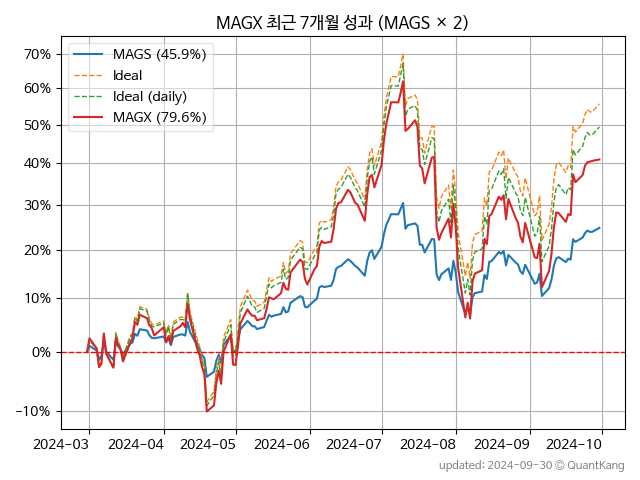 MAGX 최근 7개월 성과 (MAGS × 2)
MAGS (45.9%)
Ideal
Ideal (daily)
MAGX (79.6%)
70%
60%
50%
40%
30%
20%
10%
0%
−10%
2024-03 2024-04 2024-05 2024-06 2024-07 2024-08 2024-09 2024-10
updated: 2024-09-30 © QuantKang